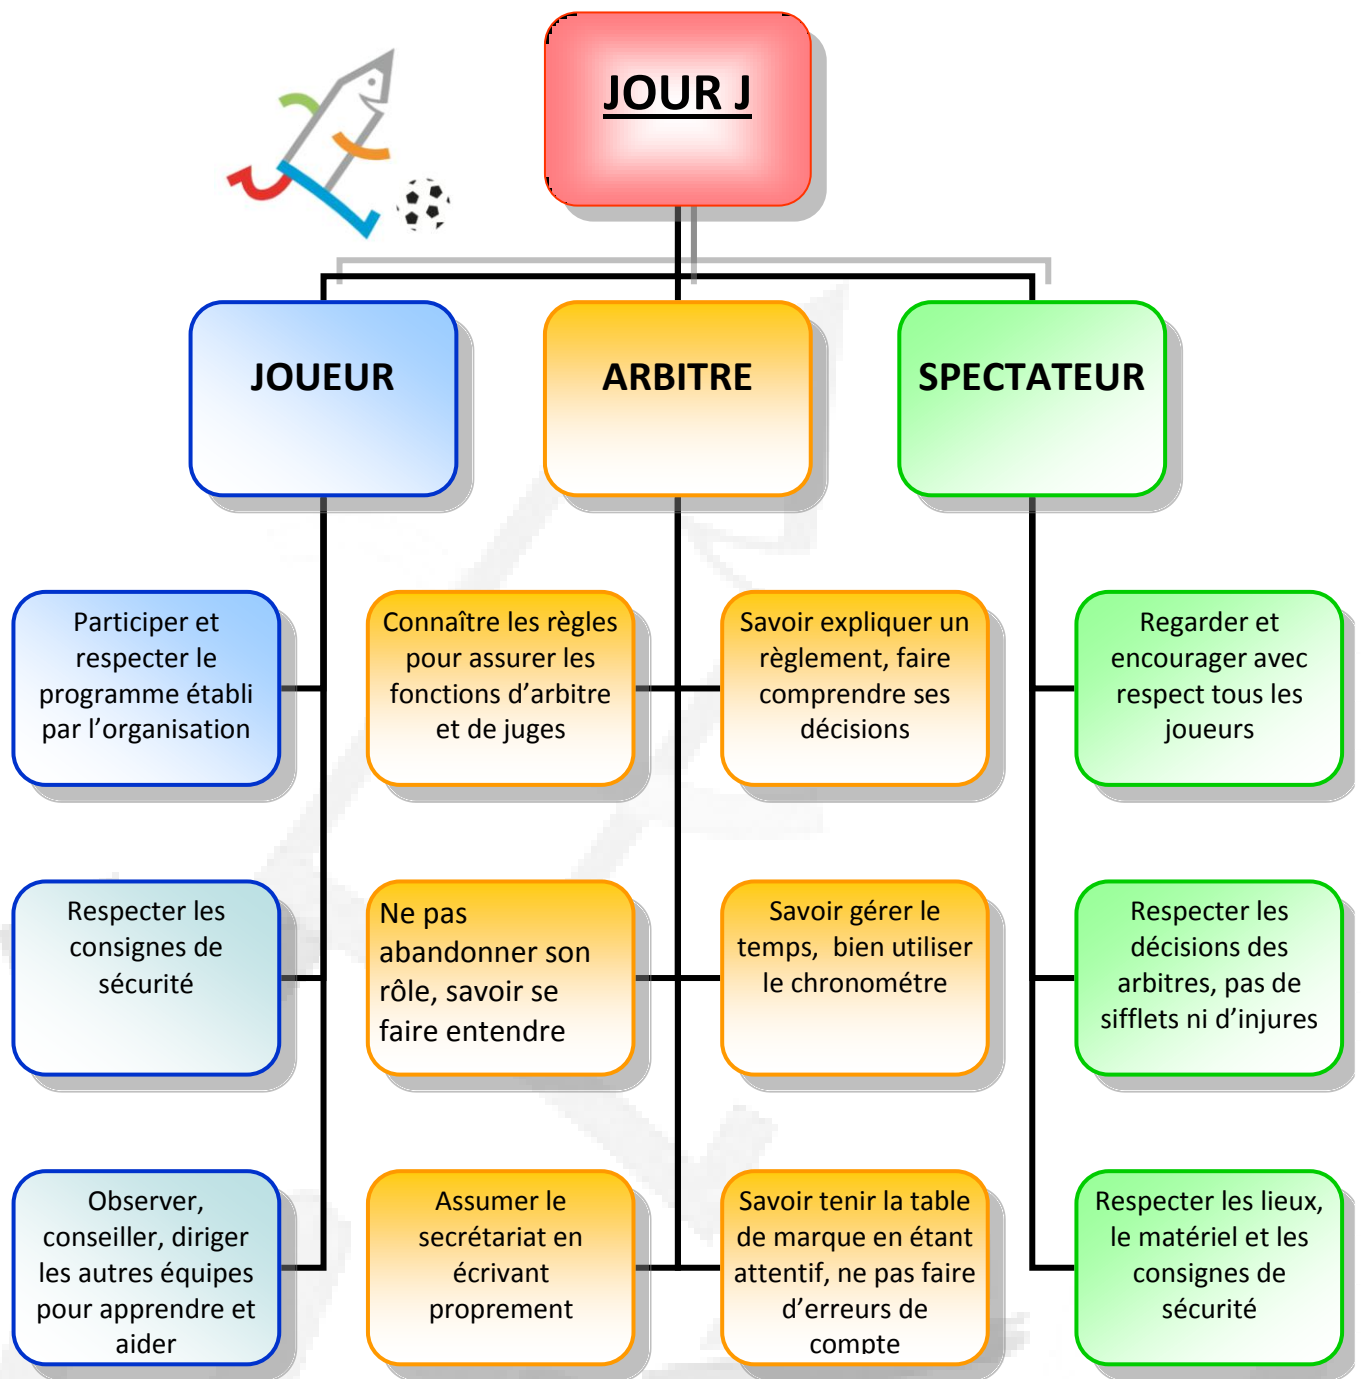 JOUR J
JOUEUR
ARBITRE
SPECTATEUR
Participer et
respecter le
programme établi
par l’organisation
Connaître les règles
pour assurer les
fonctions d’arbitre
et de juges
Savoir expliquer un
règlement, faire
comprendre ses
décisions
Regarder et
encourager avec
respect tous les
joueurs
Respecter les
consignes de
sécurité
Ne pas
abandonner son
rôle, savoir se
faire entendre
Savoir gérer le
temps,  bien utiliser
le chronométre
Respecter les
décisions des
arbitres, pas de
sifflets ni d’injures
Observer,
conseiller, diriger
les autres équipes
pour apprendre et
aider
Assumer le
secrétariat en
écrivant
proprement
Savoir tenir la table
de marque en étant
attentif, ne pas faire
d’erreurs de
compte
Respecter les lieux,
le matériel et les
consignes de
sécurité